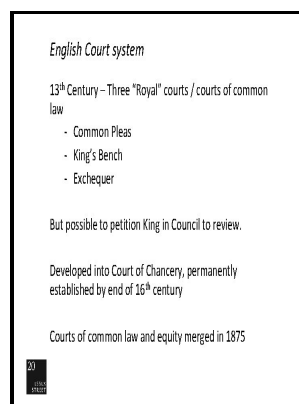 English Court system
13th Century – Three “Royal” courts / courts of common
law
- Common Pleas
- King’s Bench
- Exchequer
But possible to petition King in Council to review.
Developed into Court of Chancery, permanently
established by end of 16th century
Courts of common law and equity merged in 1875
20
ESSEX
STREET